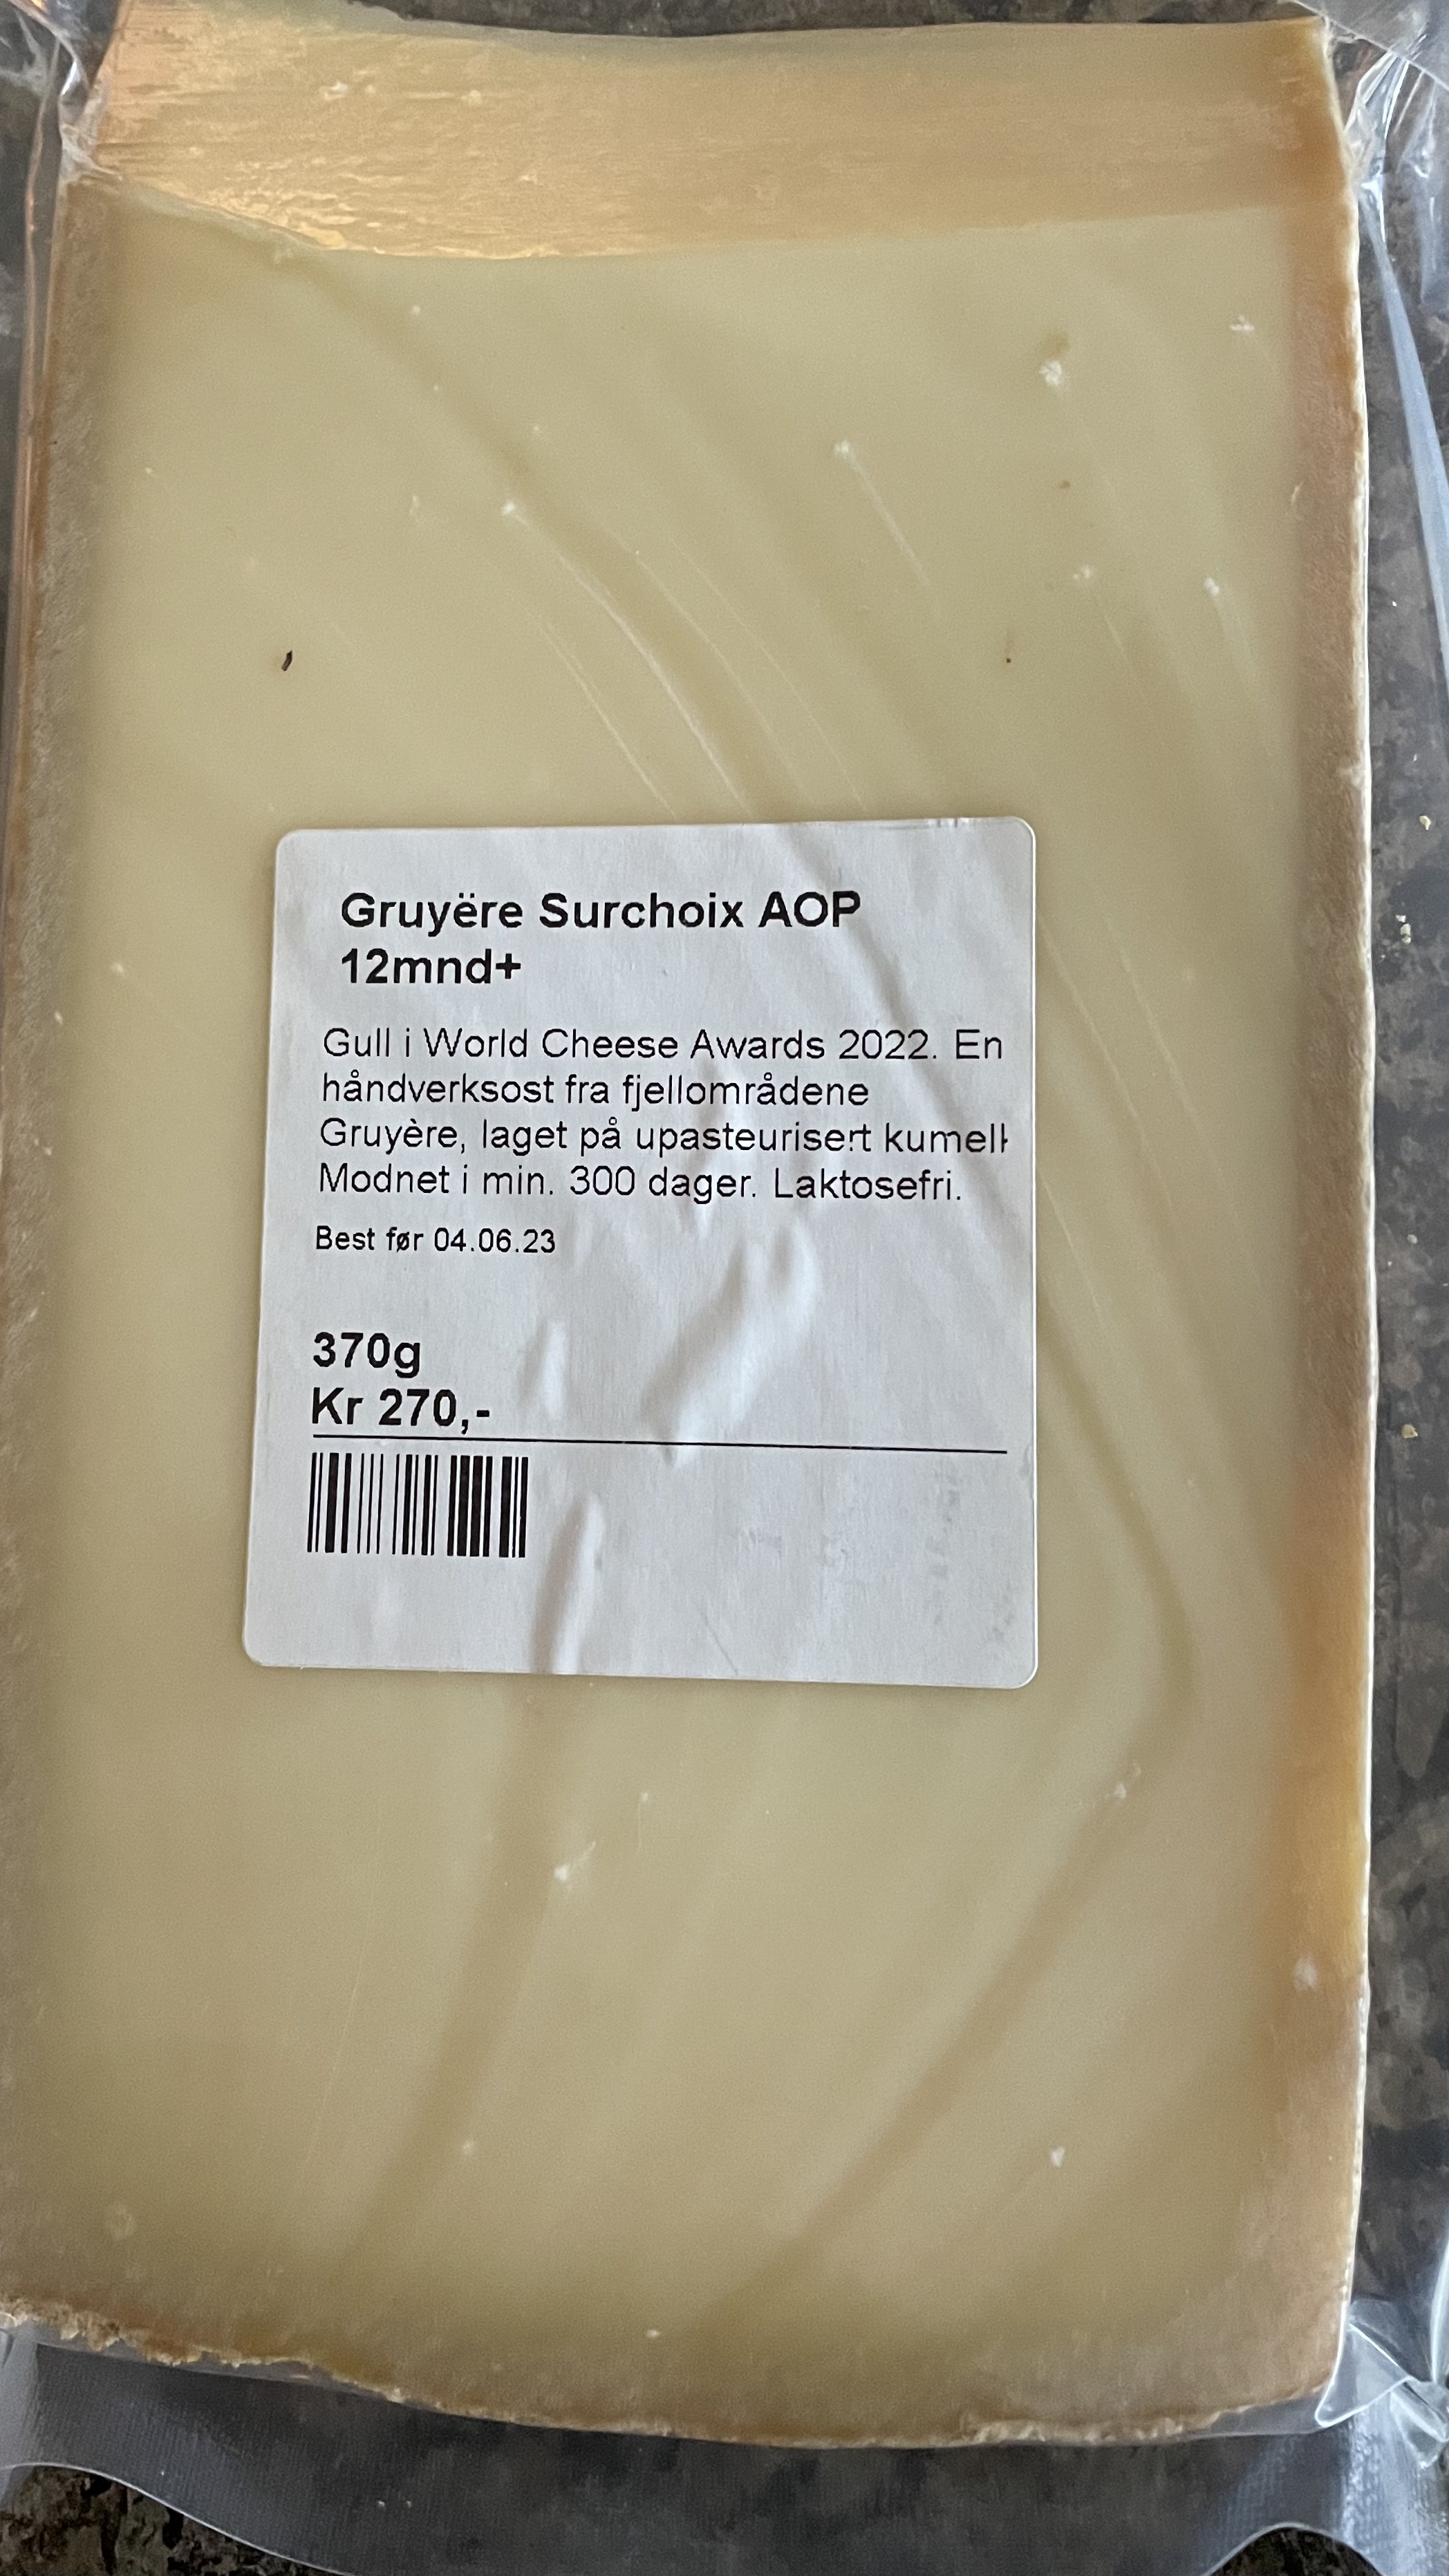 Gruyëre Surchoix AOP
12mnd+
Gull i World Cheese Awards 2022. En
håndverksost fra fjellområdene
Gruyère, laget på upasteurisert kumelk
Modnet i min. 300 dager. Laktosefri.
Best før 04.06.23
370g
Kr 270,-